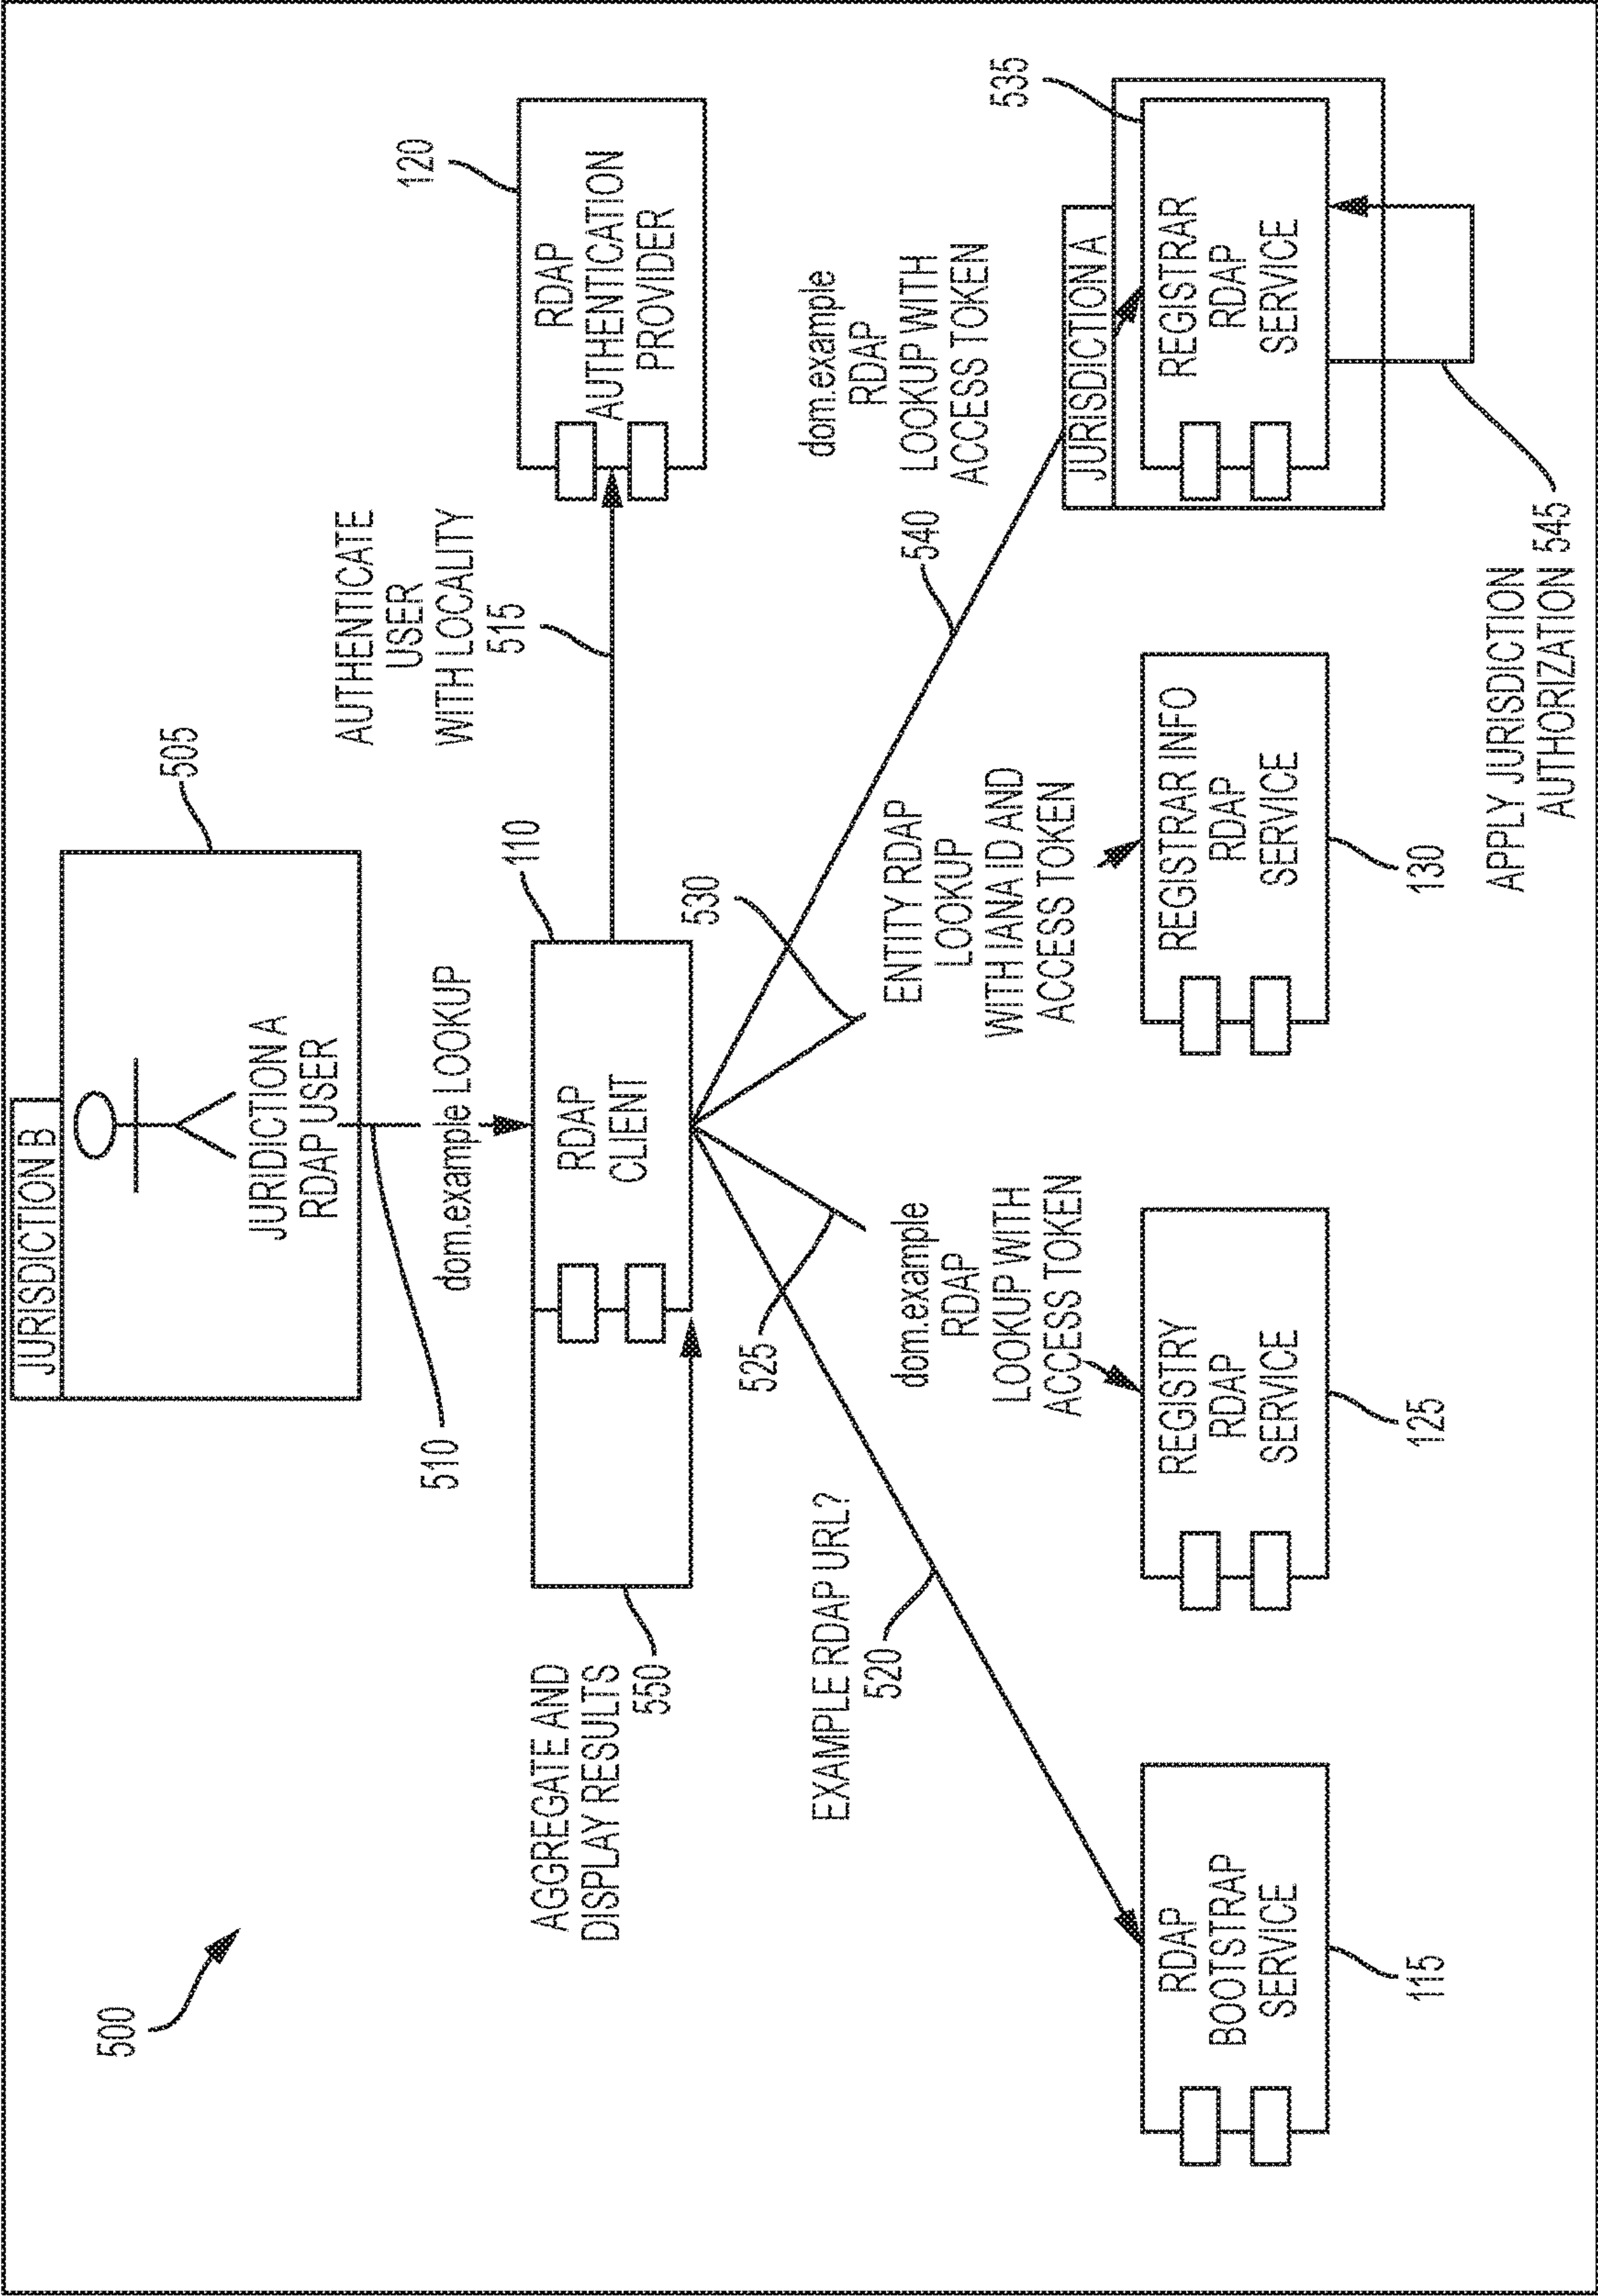 500
JURISDICTION B
JURIDICTION A
RDAP USER
505
510
dom.example LOOKUP
AUTHENTICATE
USER
WITH LOCALITY
515
120
RDAP
AUTHENTICATION
PROVIDER
110
RDAP
CLIENT
AGGREGATE AND
DISPLAY RESULTS
550
EXAMPLE RDAP URL?
520
525
dom.example
RDAP
LOOKUP WITH
ACCESS TOKEN
530
ENTITY RDAP
LOOKUP
WITH IANA ID AND
ACCESS TOKEN
540
dom.example
RDAP
LOOKUP WITH
ACCESS TOKEN
535
JURISDICTION A
RDAP
BOOTSTRAP
SERVICE
115
REGISTRY
RDAP
SERVICE
125
REGISTRAR INFO
RDAP
SERVICE
130
REGISTRAR
RDAP
SERVICE
APPLY JURISDICTION
AUTHORIZATION 545